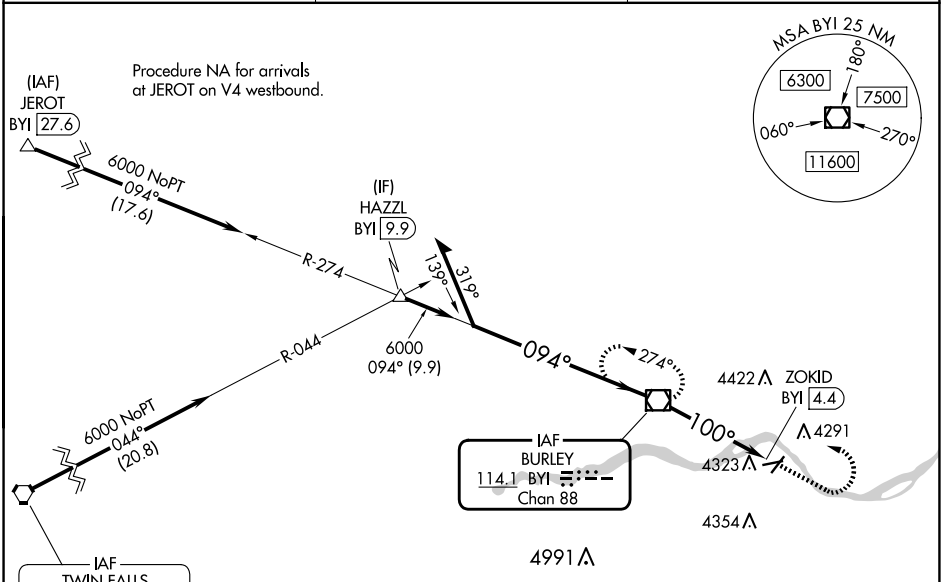 MSA BYI 25 NM
180°
6300
7500
060°
270°
11600
Procedure NA for arrivals
at JEROT on V4 westbound.
(IAF)
JEROT
BYI 27.6
6000 NoPT
094°
(17.6)
(IF)
HAZZL
BYI 9.9
R-274
139°
319°
R-044
6000
094° (9.9)
094°
274°
4422
ZOKID
BYI 4.4
100°
4291
6000 NoPT
044°
(20.8)
IAF
BURLEY
114.1 BYI
Chan 88
4323
4354
4991
IAF
TWIN FALLS